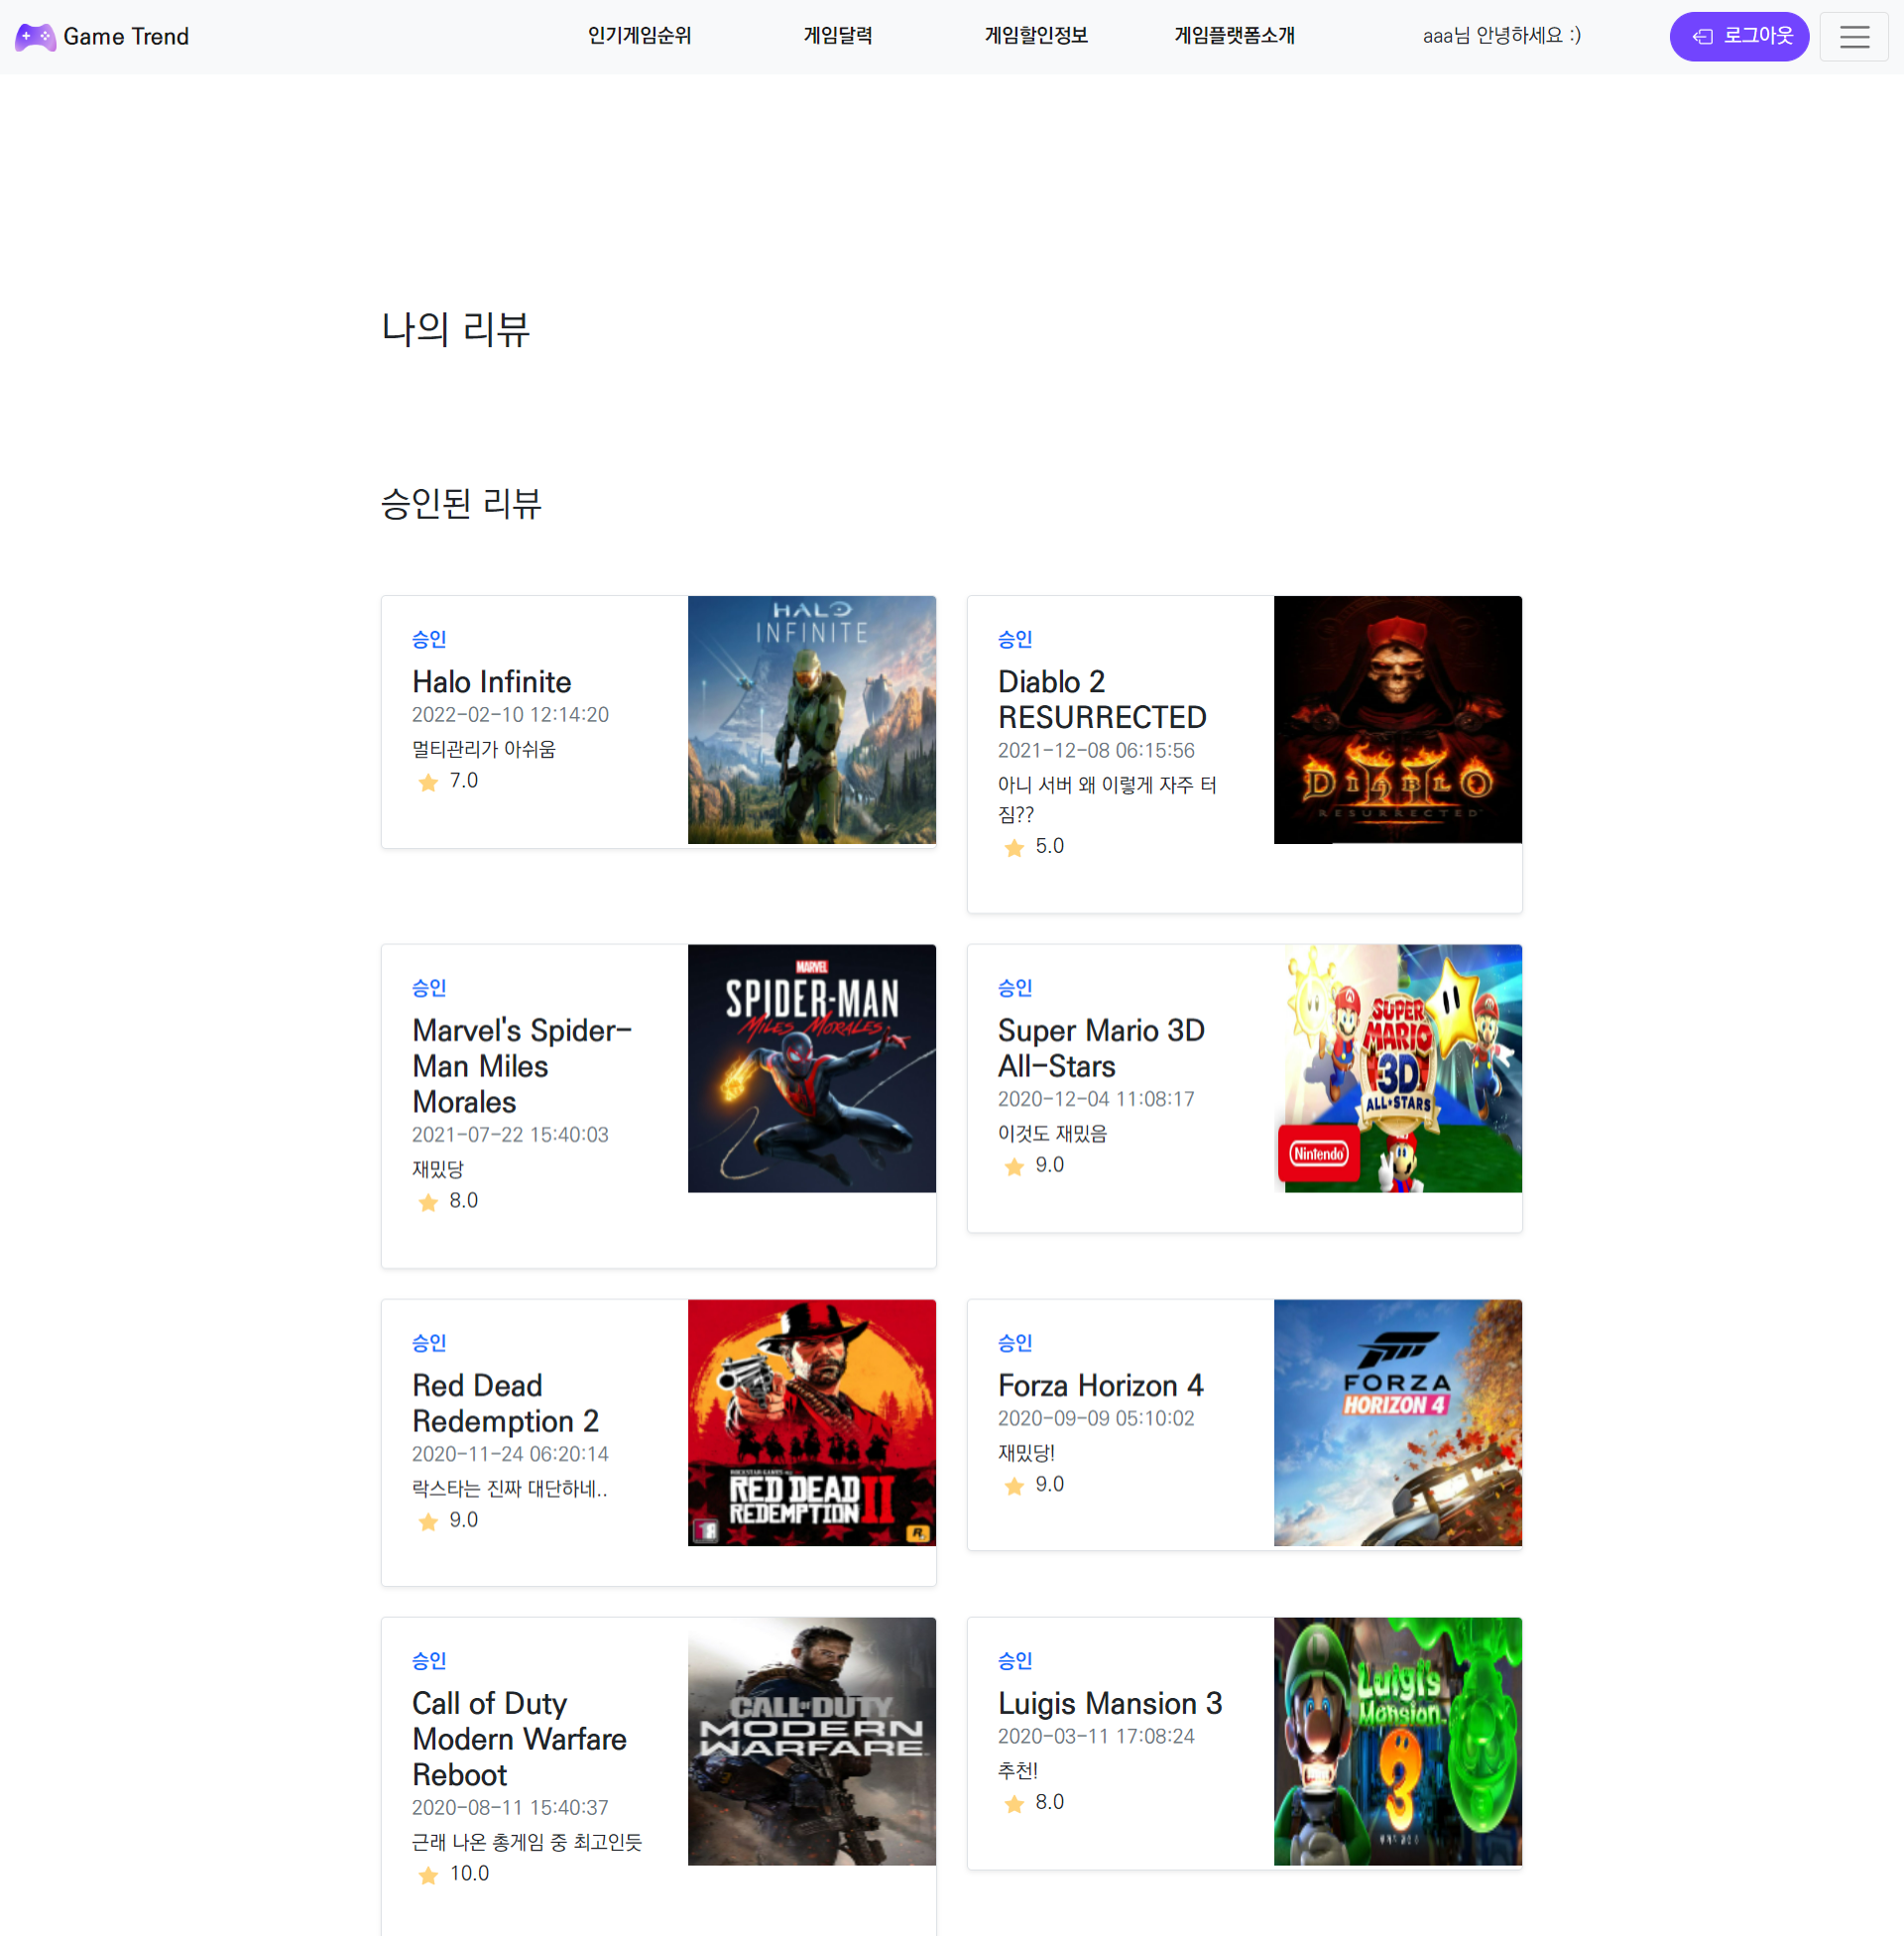 Game Trend
인기게임순위
게임달력
게임할인정보
게임플랫폼소개
aaa님 안녕하세요 :)
로그아웃
나의 리뷰
승인된 리뷰
승인
Halo Infinite
2022-02-10 12:14:20
멀티관리가 아쉬움
7.0
HALO
INFINITE
승인
Diablo 2
RESURRECTED
2021-12-08 06:15:56
아니 서버 왜 이렇게 자주 터
짐??
5.0
DIABLO
II
RESURRECTED
승인
Marvel's Spider-
Man Miles
Morales
2021-07-22 15:40:03
재밌당
8.0
MARVEL
SPIDER-MAN
MILES MORALES
승인
Super Mario 3D
All-Stars
2020-12-04 11:08:17
이것도 재밌음
9.0
SUPER
MARIO
3D
ALL★STARS
Nintendo
승인
Red Dead
Redemption 2
2020-11-24 06:20:14
락스타는 진짜 대단하네..
9.0
ROCKSTAR GAMES
RED DEAD
REDEMPTION II
18
R
승인
Forza Horizon 4
2020-09-09 05:10:02
재밌당!
9.0
FORZA
HORIZON 4
승인
Call of Duty
Modern Warfare
Reboot
2020-08-11 15:40:37
근래 나온 총게임 중 최고인듯
10.0
CALL OF DUTY
MODERN
WARFARE
승인
Luigis Mansion 3
2020-03-11 17:08:24
추천!
8.0
Luigi's
Mansion
3